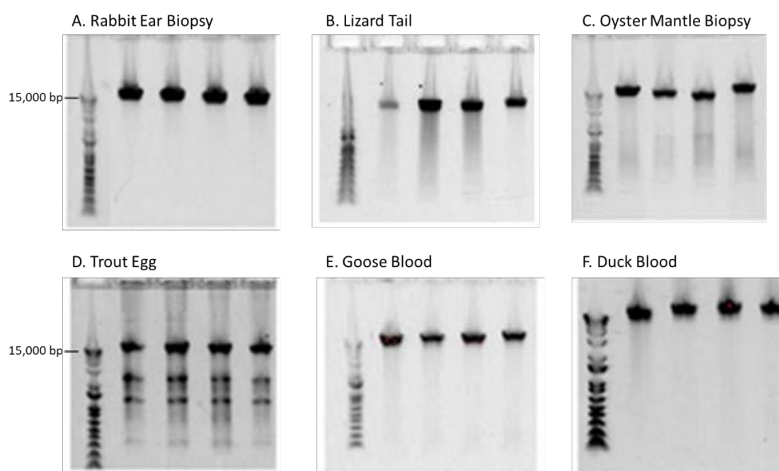 A. Rabbit Ear Biopsy
B. Lizard Tail
C. Oyster Mantle Biopsy
15,000 bp
D. Trout Egg
E. Goose Blood
F. Duck Blood
15,000 bp